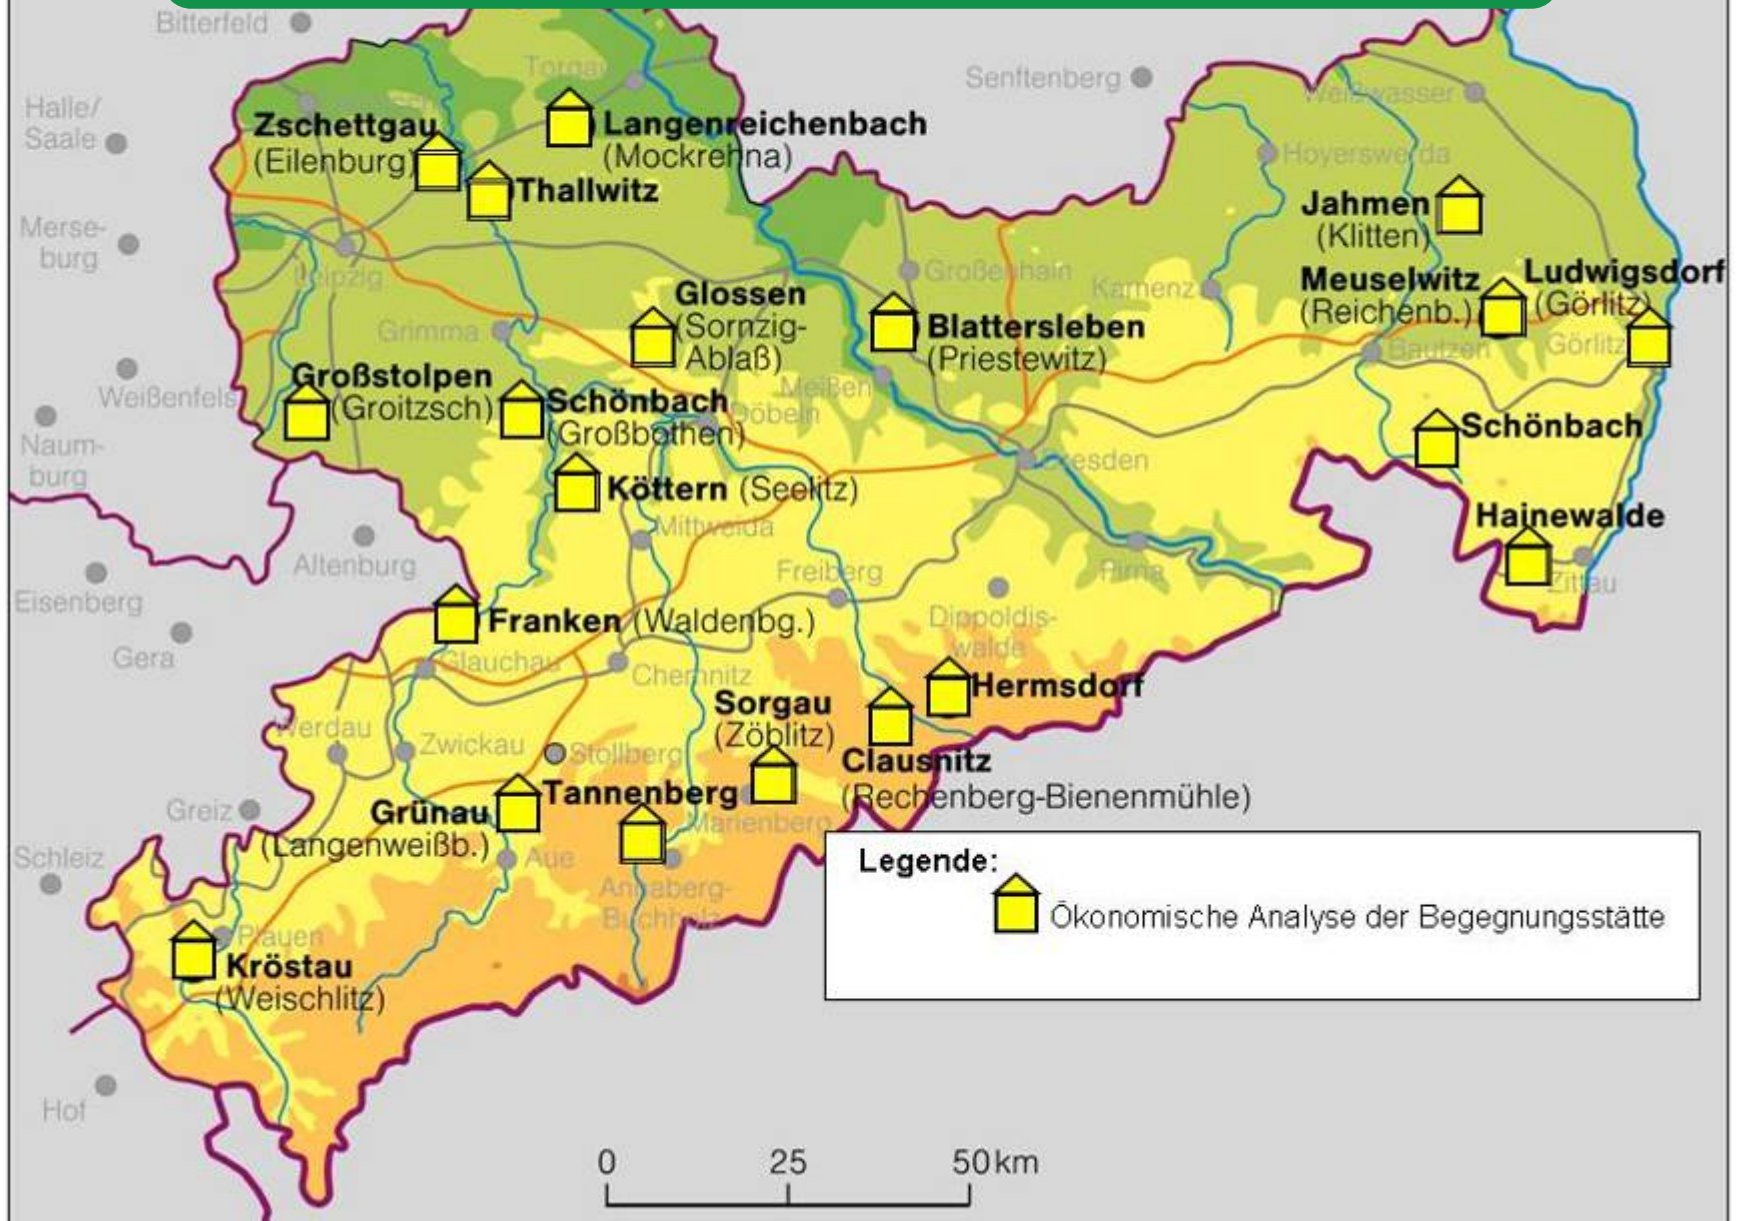 Bitterfeld
Torgau
Senftenberg
Weißwasser
Halle/
Saale
Zschettgau
(Eilenburg)
Langenreichenbach
(Mockrehna)
Thallwitz
Hoyerswerda
Jahmen
(Klitten)
Merse-
burg
Leipzig
Großenhain
Kamenz
Meuselwitz
(Reichenb.)
Ludwigsdorf
(Görlitz)
Görlitz
Bautzen
Glossen
(Sornzig-
Ablaß)
Grimma
Blattersleben
(Priestewitz)
Meißen
Weißenfels
Großstolpen
(Groitzsch)
Schönbach
(Großbothen)
Döbeln
Schönbach
Naum-
burg
Dresden
Köttern (Seelitz)
Mittweida
Hainewalde
Zittau
Altenburg
Freiberg
Pirna
Eisenberg
Dippoldis-
walde
Franken (Waldenbg.)
Gera
Glauchau
Chemnitz
Hermsdorf
Sorgau
(Zöblitz)
Werdau
Zwickau
Stollberg
Clausnitz
(Rechenberg-Bienenmühle)
Tannenberg
Marienberg
Greiz
Grünau
(Langenweißb.)
Aue
Schleiz
Annaberg-
Buchholz
Legende:
Ökonomische Analyse der Begegnungsstätte
Plauen
Kröstau
(Weischlitz)
Hof
0 25 50 km